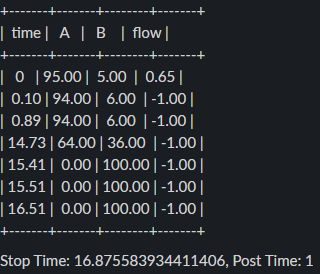 +-------+-------+--------+-------+
| time | A | B | flow |
+-------+-------+--------+-------+
| 0 | 95.00 | 5.00 | 0.65 |
| 0.10 | 94.00 | 6.00 | -1.00 |
| 0.89 | 94.00 | 6.00 | -1.00 |
| 14.73 | 64.00 | 36.00 | -1.00 |
| 15.41 | 0.00 | 100.00 | -1.00 |
| 15.51 | 0.00 | 100.00 | -1.00 |
| 16.51 | 0.00 | 100.00 | -1.00 |
+-------+-------+--------+-------+
Stop Time: 16.875583934411406, Post Time: 1